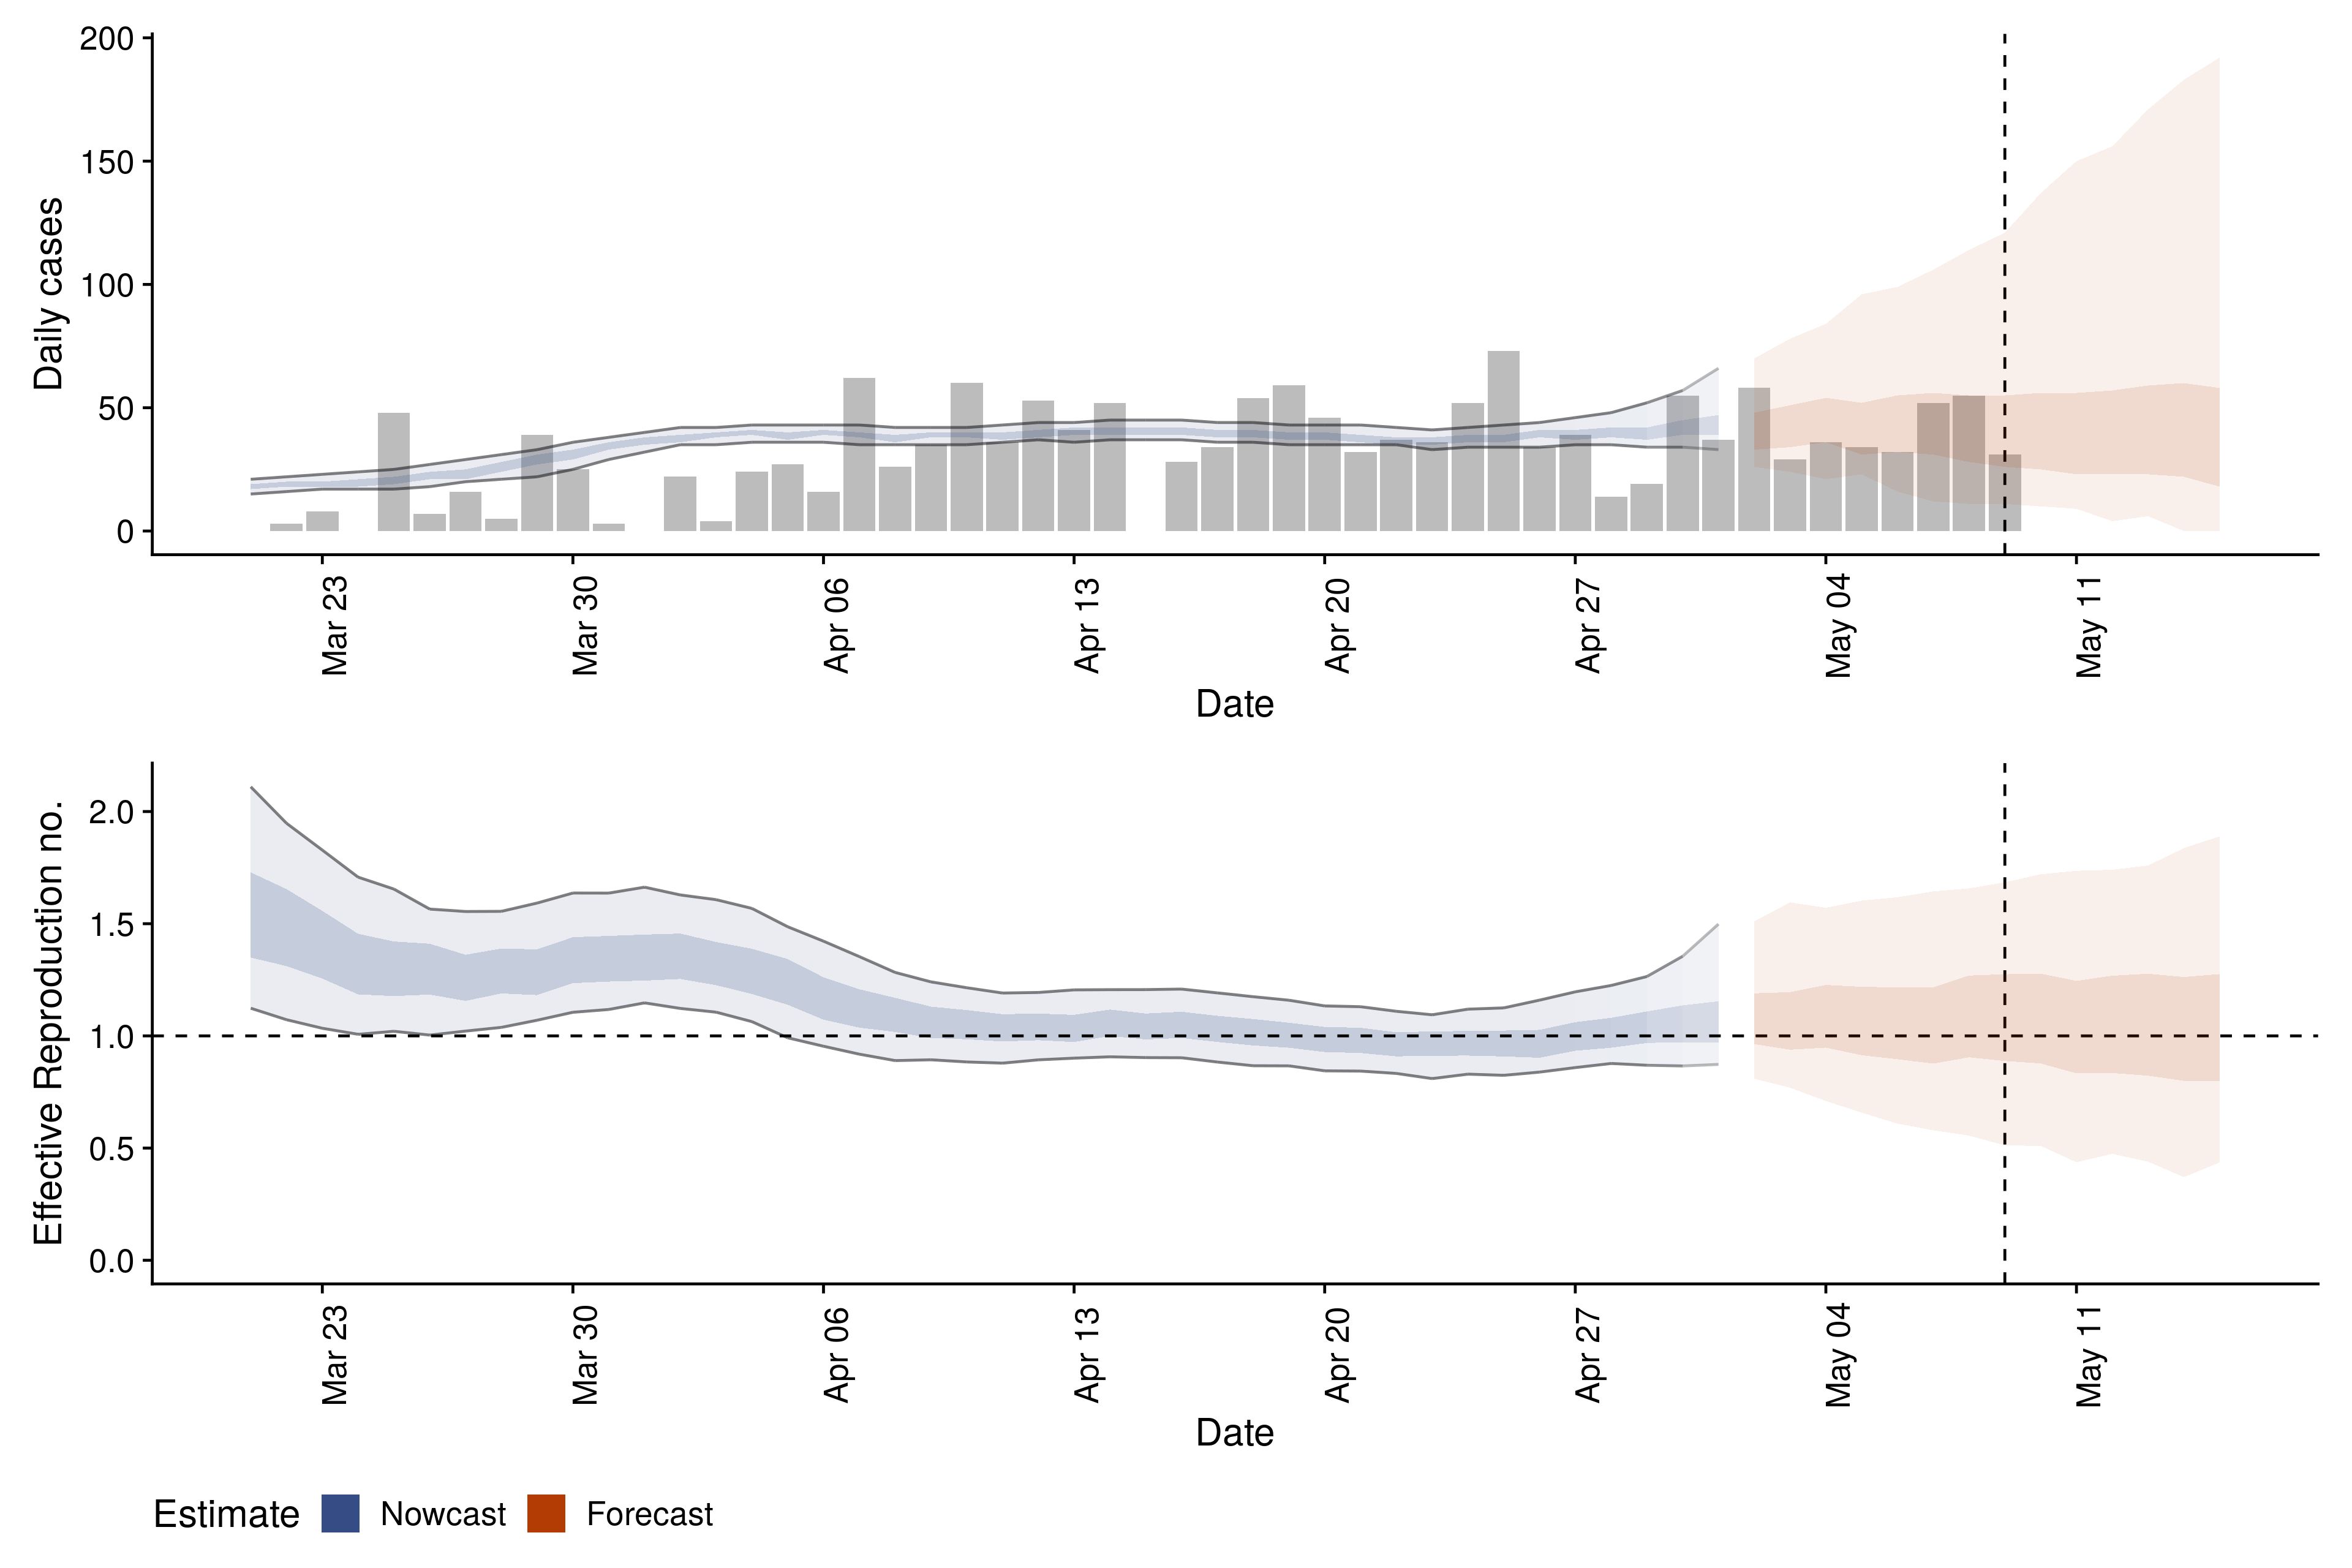 Daily cases
200
150
100
50
0
Mar 23
Mar 30
Apr 06
Apr 13
Apr 20
Apr 27
May 04
May 11
Date
Effective Reproduction no.
2.0
1.5
1.0
0.5
0.0
Mar 23
Mar 30
Apr 06
Apr 13
Apr 20
Apr 27
May 04
May 11
Date
Estimate Nowcast Forecast